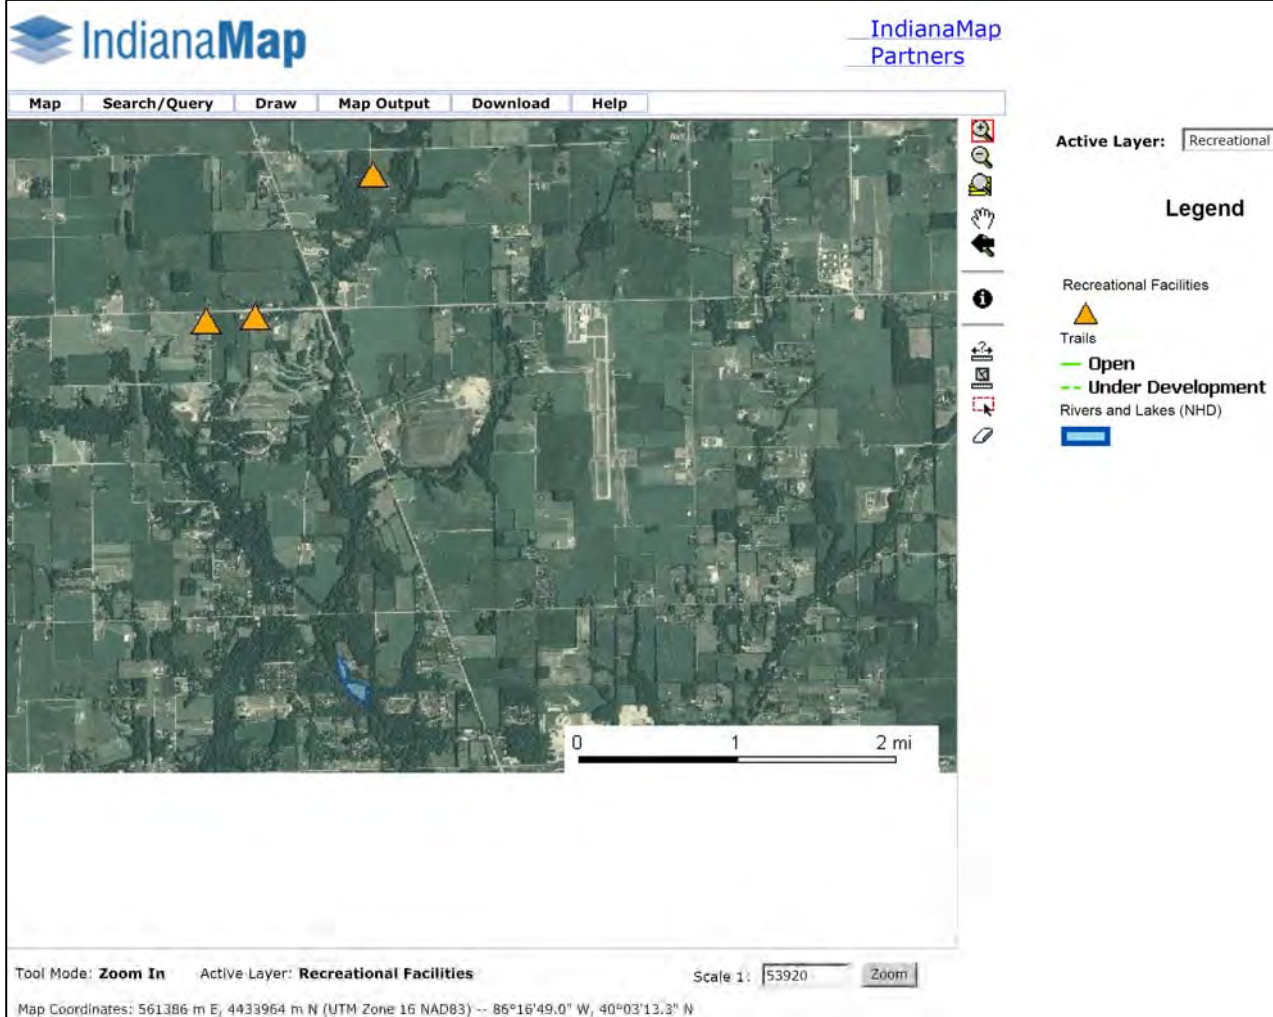 IndianaMap
IndianaMap
Partners
Map Search/Query Draw Map Output Download Help
Active Layer: Recreational
Legend
Recreational Facilities
Trails
Open
Under Development
Rivers and Lakes (NHD)
0 1 2 mi
Tool Mode: Zoom In Active Layer: Recreational Facilities Scale 1: 53920 Zoom
Map Coordinates: 561386 m E, 4433964 m N (UTM Zone 16 NAD83) -- 86°16'49.0" W, 40°03'13.3" N